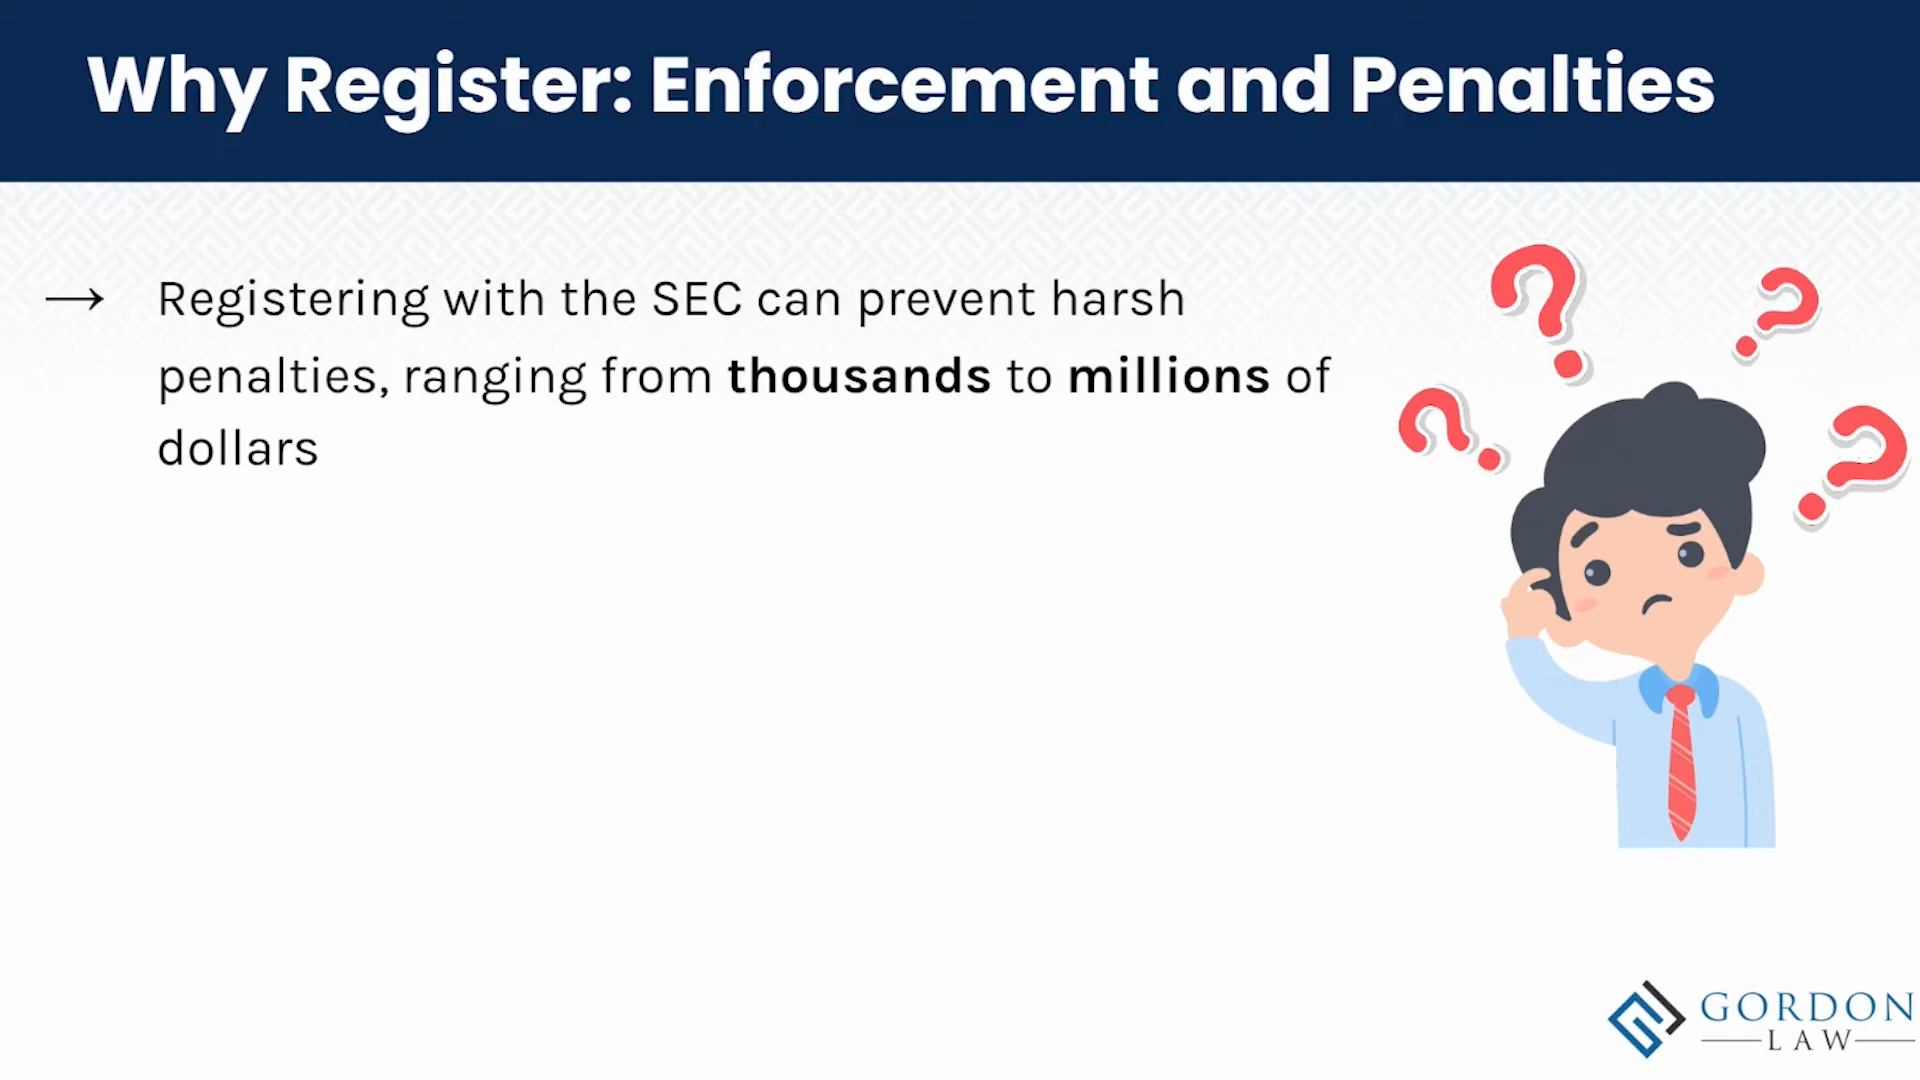 Why Register: Enforcement and Penalties
→ Registering with the SEC can prevent harsh
penalties, ranging from thousands to millions of
dollars
? ? ? ?
GORDON
LAW